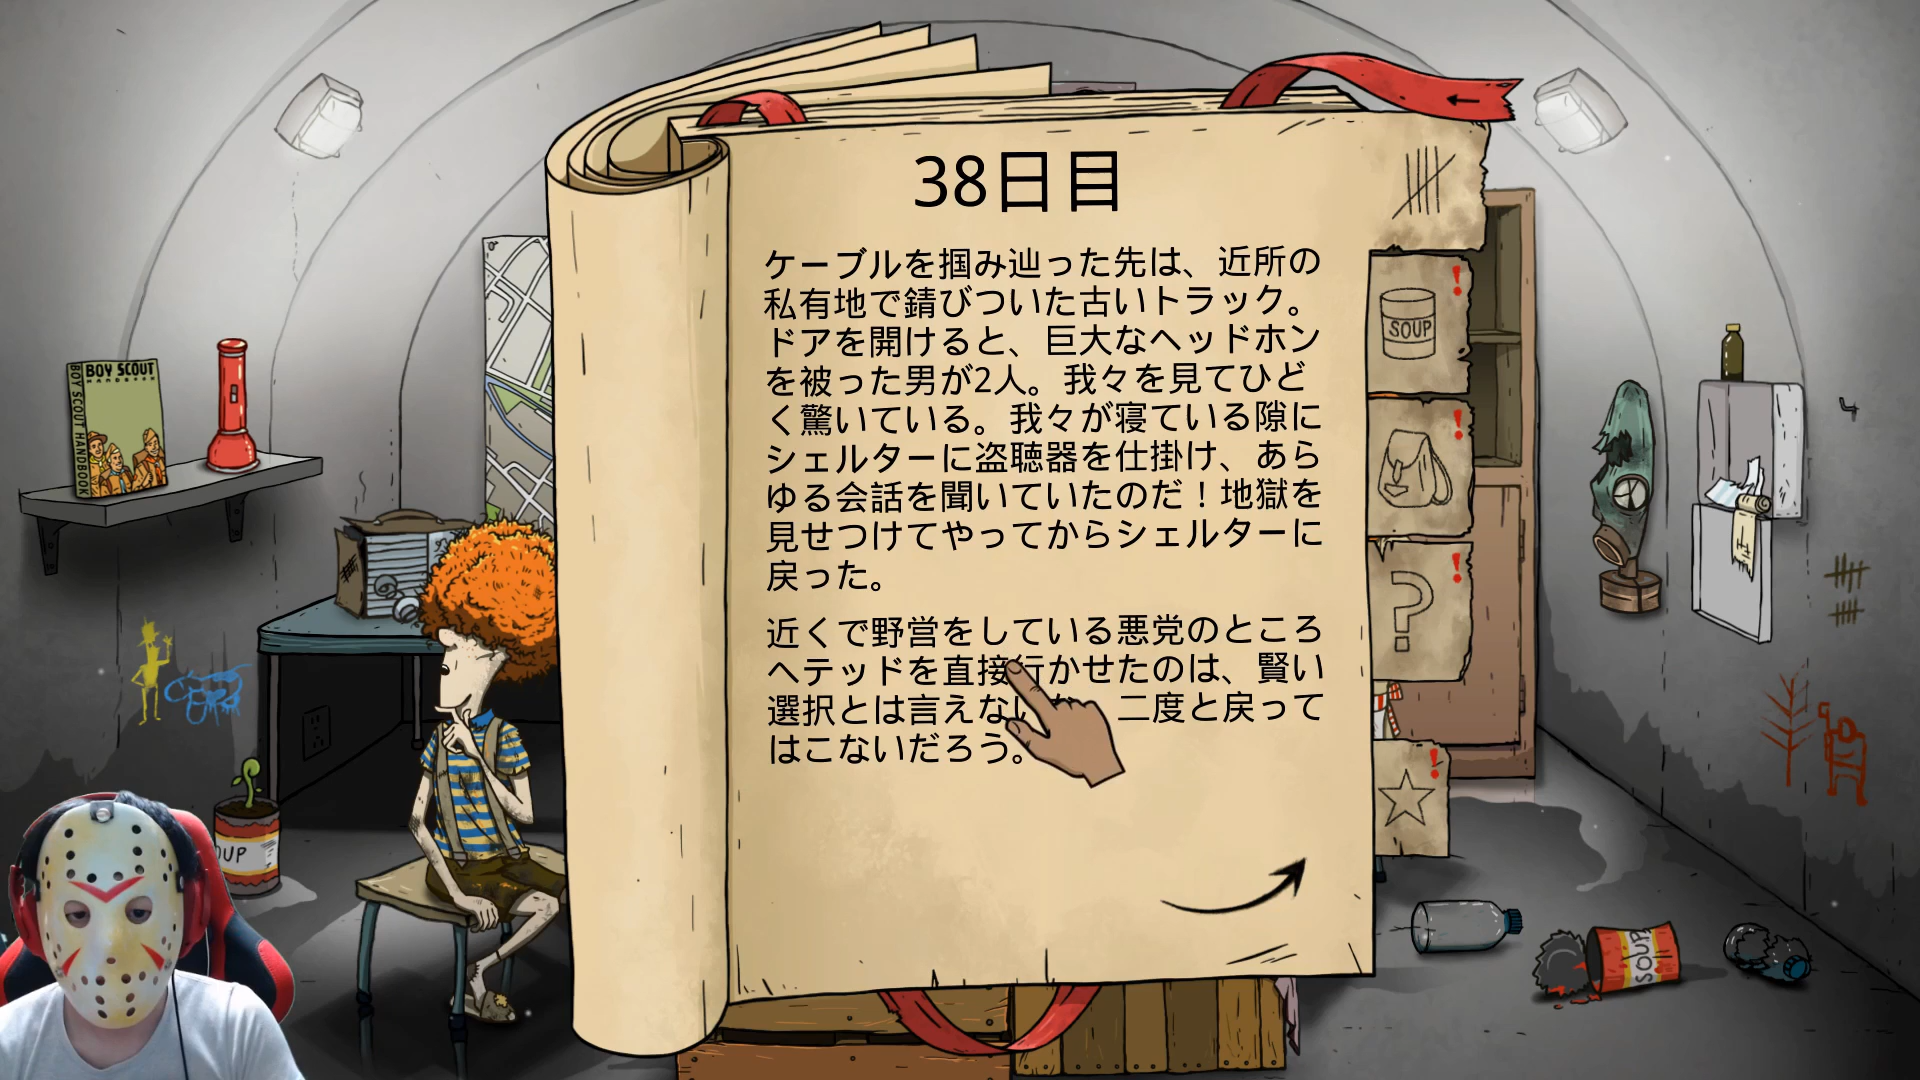 38日目
ケーブルを掴み辿った先は、近所の
私有地で錆びついた古いトラック。
ドアを開けると、巨大なヘッドホン
を被った男が2人。我々を見てひど
く驚いている。我々が寝ている隙に
シェルターに盗聴器を仕掛け、あら
ゆる会話を聞いていたのだ！地獄を
見せつけてやってからシェルターに
戻った。
近くで野営をしている悪党のところ
へテッドを直接行かせたのは、賢い
選択とは言えない 二度と戻って
はこないだろう。
SOUP
?
BOY SCOUT
HANDBOOK
BOY SCOUT HANDBOOK
OUP
SOUP